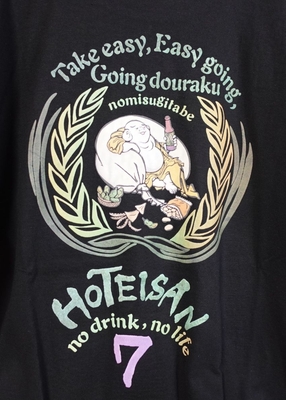 Take easy, Easy going,
Going douraku,
nomisugitabe
HOTEISAN
no drink, no life
7